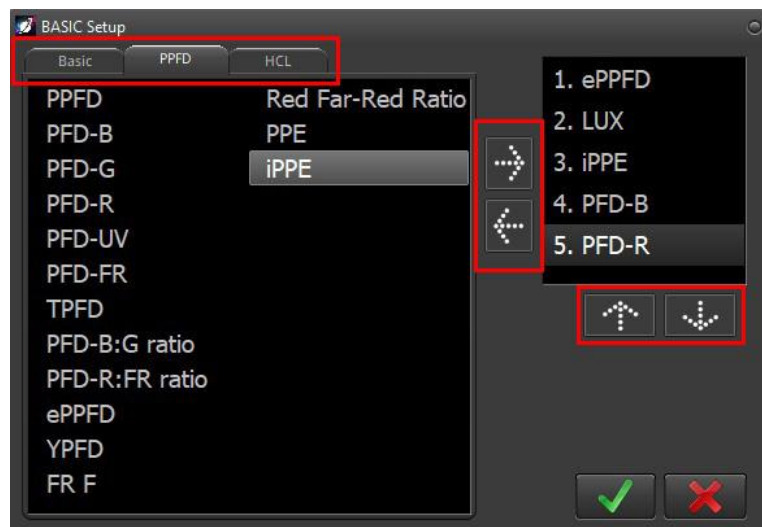 BASIC Setup
Basic PPFD HCL
PPFD
PFD-B
PFD-G
PFD-R
PFD-UV
PFD-FR
TPFD
PFD-B:G ratio
PFD-R:FR ratio
ePPFD
YPFD
FR F
Red Far-Red Ratio
PPE
iPPE
1. ePPFD
2. LUX
3. iPPE
4. PFD-B
5. PFD-R